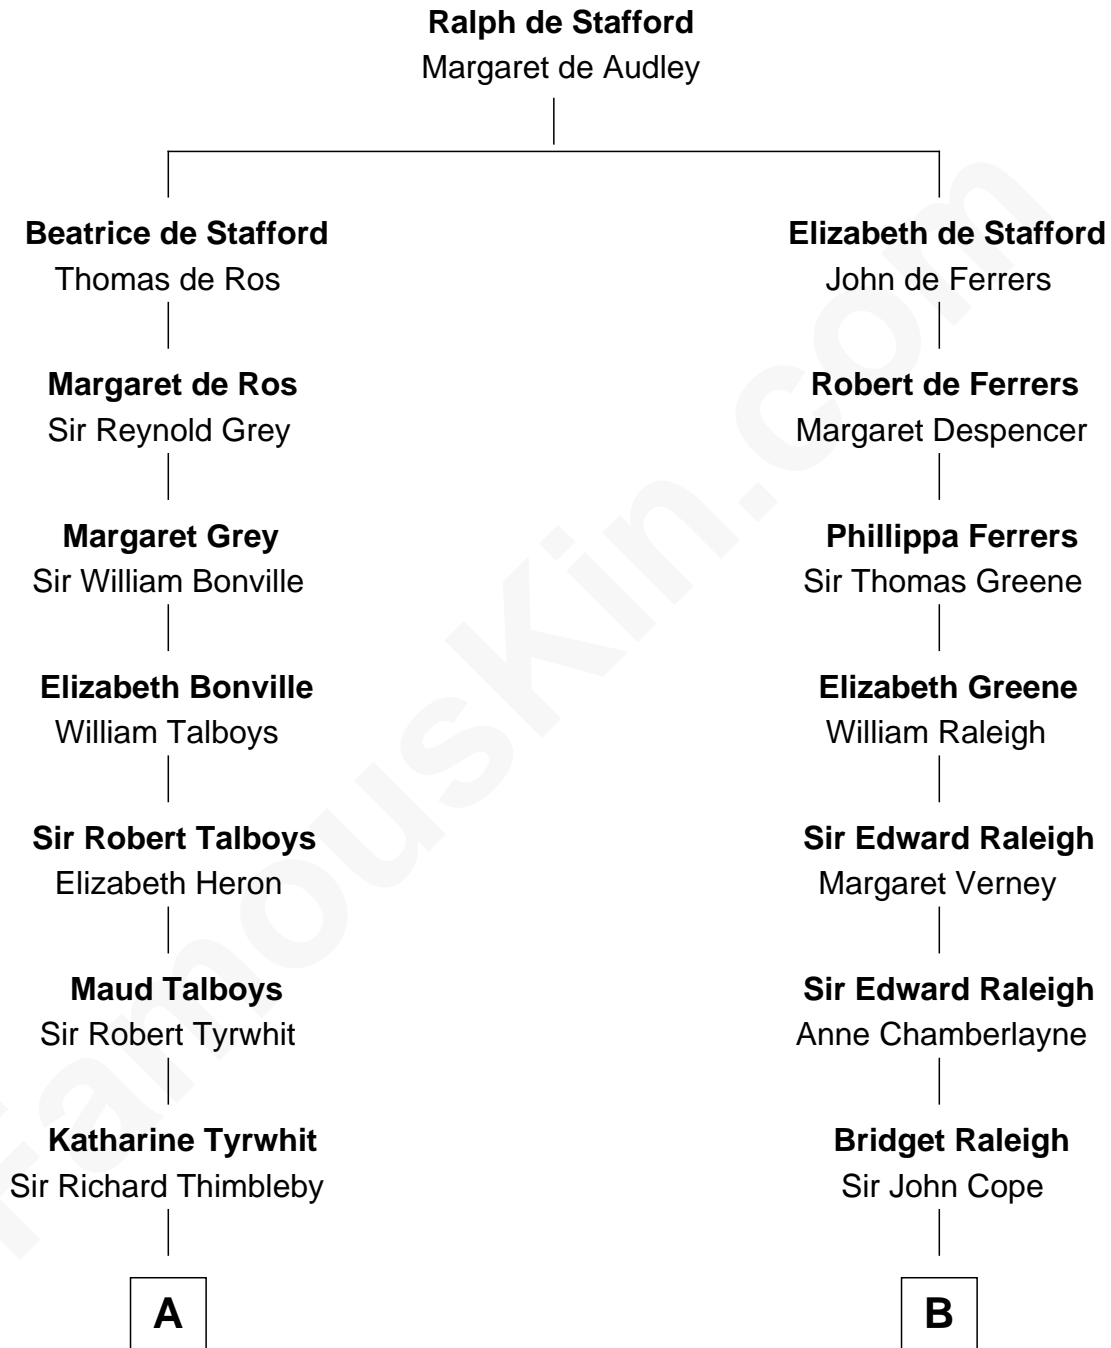 Ralph de Stafford
Margaret de Audley
Beatrice de Stafford
Thomas de Ros
Margaret de Ros
Sir Reynold Grey
Margaret Grey
Sir William Bonville
Elizabeth Bonville
William Talboys
Sir Robert Talboys
Elizabeth Heron
Maud Talboys
Sir Robert Tyrwhit
Katharine Tyrwhit
Sir Richard Thimbleby
A
Elizabeth de Stafford
John de Ferrers
Robert de Ferrers
Margaret Despencer
Phillippa Ferrers
Sir Thomas Greene
Elizabeth Greene
William Raleigh
Sir Edward Raleigh
Margaret Verney
Sir Edward Raleigh
Anne Chamberlayne
Bridget Raleigh
Sir John Cope
B
FamousKin.com